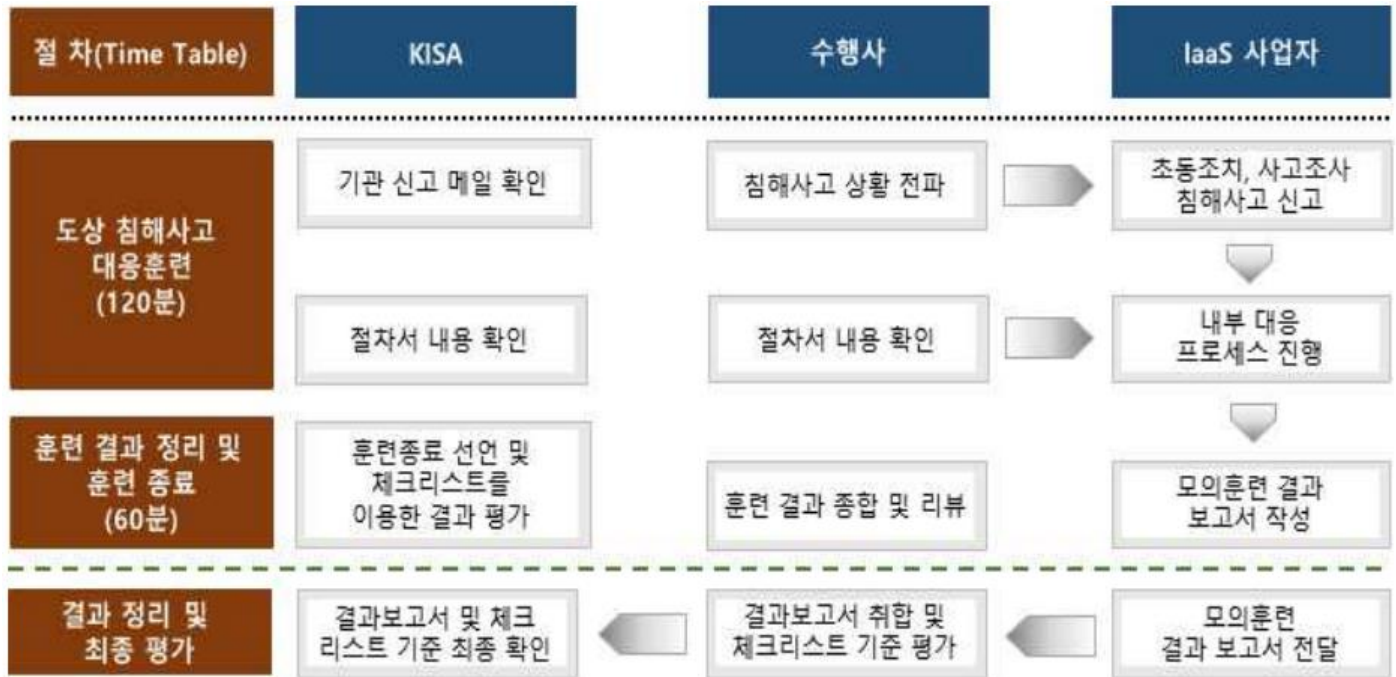 절 차(Time Table)
KISA
수행사
IaaS 사업자
도상 침해사고
대응훈련
(120분)
기관 신고 메일 확인
침해사고 상황 전파
초동조치, 사고조사
침해사고 신고
절차서 내용 확인
절차서 내용 확인
내부 대응
프로세스 진행
훈련 결과 정리 및
훈련 종료
(60분)
훈련종료 선언 및
체크리스트를
이용한 결과 평가
훈련 결과 종합 및 리뷰
모의훈련 결과
보고서 작성
결과 정리 및
최종 평가
결과보고서 및 체크
리스트 기준 최종 확인
결과보고서 취합 및
체크리스트 기준 평가
모의훈련
결과 보고서 전달